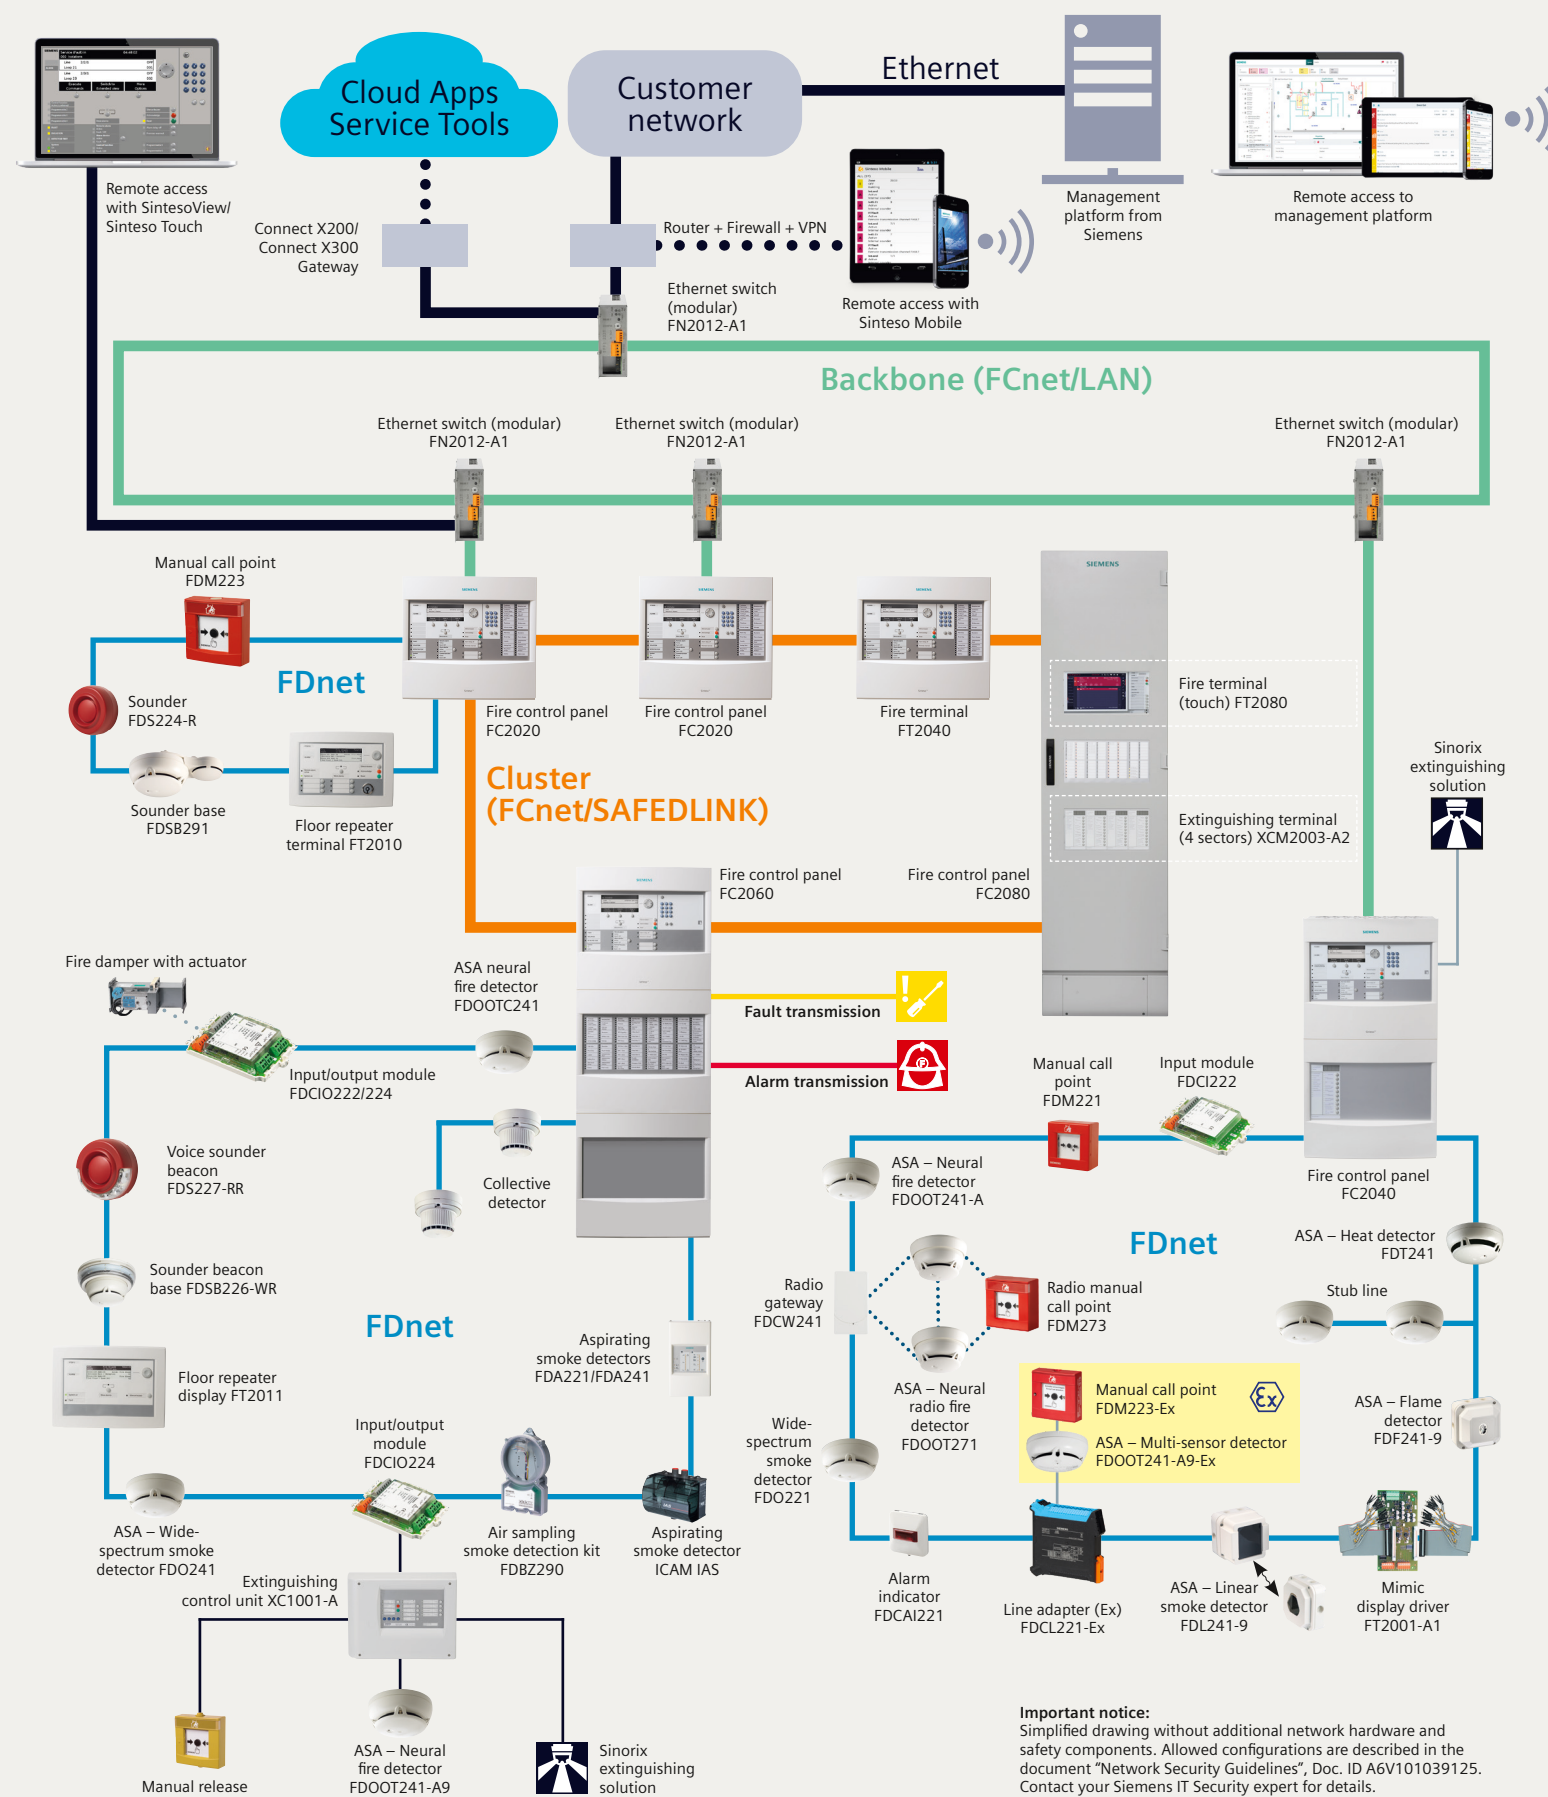 Cloud Apps
Service Tools
Customer
network
Ethernet
Remote access
with SintesoView/
Sinteso Touch
Connect X200/
Connect X300
Gateway
Router + Firewall + VPN
Ethernet switch
(modular)
FN2012-A1
Remote access with
Sinteso Mobile
Management
platform from
Siemens
Remote access to
management platform
Backbone (FCnet/LAN)
Ethernet switch (modular)
FN2012-A1
Ethernet switch (modular)
FN2012-A1
Ethernet switch (modular)
FN2012-A1
Manual call point
FDM223
SIEMENS
FDnet
Sounder
FDS224-R
Sounder base
FDSB291
Floor repeater
terminal FT2010
Fire control panel
FC2020
Fire control panel
FC2020
Fire terminal
FT2040
Fire terminal
(touch) FT2080
Extinguishing terminal
(4 sectors) XCM2003-A2
Sinorix
extinguishing
solution
Cluster
(FCnet/SAFEDLINK)
Fire control panel
FC2060
Fire control panel
FC2080
Fire damper with actuator
ASA neural
fire detector
FDOOTC241
Fault transmission
Alarm transmission
Input/output module
FDCIO222/224
Voice sounder
beacon
FDS227-RR
Collective
detector
Sounder beacon
base FDSB226-WR
FDnet
Floor repeater
display FT2011
Aspirating
smoke detectors
FDA221/FDA241
Input/output
module
FDCIO224
ASA – Wide-
spectrum smoke
detector FDO241
Air sampling
smoke detection kit
FDBZ290
Aspirating
smoke detector
ICAM IAS
Extinguishing
control unit XC1001-A
Manual release
ASA – Neural
fire detector
FDOOT241-A9
Sinorix
extinguishing
solution
Manual call
point
FDM221
Input module
FDCI222
Fire control panel
FC2040
ASA – Neural
fire detector
FDOOT241-A
FDnet
ASA – Heat detector
FDT241
Radio
gateway
FDCW241
Radio manual
call point
FDM273
Stub line
ASA – Neural
radio fire
detector
FDOOT271
Manual call point
FDM223-Ex
Ex
ASA – Multi-sensor detector
FDOOT241-A9-Ex
ASA – Flame
detector
FDF241-9
Wide-
spectrum
smoke
detector
FDO221
Alarm
indicator
FDCAI221
Line adapter (Ex)
FDCL221-Ex
ASA – Linear
smoke detector
FDL241-9
Mimic
display driver
FT2001-A1
Important notice:
Simplified drawing without additional network hardware and
safety components. Allowed configurations are described in the
document “Network Security Guidelines”, Doc. ID A6V101039125.
Contact your Siemens IT Security expert for details.